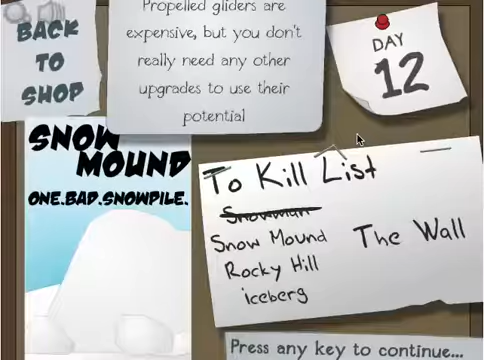 BACK
TO
SHOP
Propelled gliders are
expensive, but you don't
really need any other
upgrades to use their
potential
DAY
12
SNOW
MOUND
ONE.BAD.SNOWPILE.
To Kill List
Snowman
Snow Mound
The Wall
Rocky Hill
iceberg
Press any key to continue...